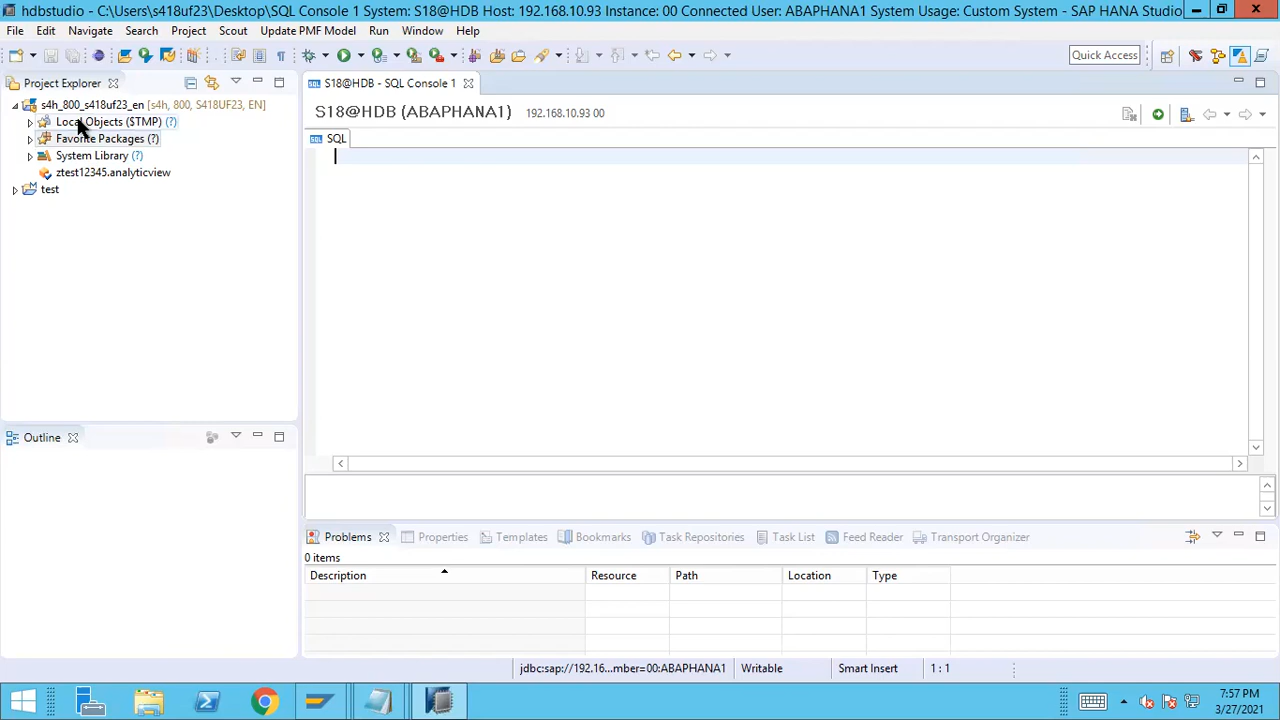 hdbstudio - C:\Users\s418uf23\Desktop\SQL Console 1 System: S18@HDB Host: 192.168.10.93 Instance: 00 Connected User: ABAPHANA1 System Usage: Custom System - SAP HANA Studio
File Edit Navigate Search Project Scout Update PMF Model Run Window Help
Quick Access
Project Explorer
S18@HDB - SQL Console 1
s4h_800_s418uf23_en [s4h, 800, S418UF23, EN]
S18@HDB (ABAPHANA1) 192.168.10.93 00
Local Objects ($TMP) (?)
Favorite Packages (?)
SQL
System Library (?)
ztest12345.analyticview
test
Outline
Problems Properties Templates Bookmarks Task Repositories Task List Feed Reader Transport Organizer
0 items
Description Resource Path Location Type
jdbc:sap://192.16...mber=00:ABAPHANA1 Writable Smart Insert 1 : 1
7:57 PM
3/27/2021